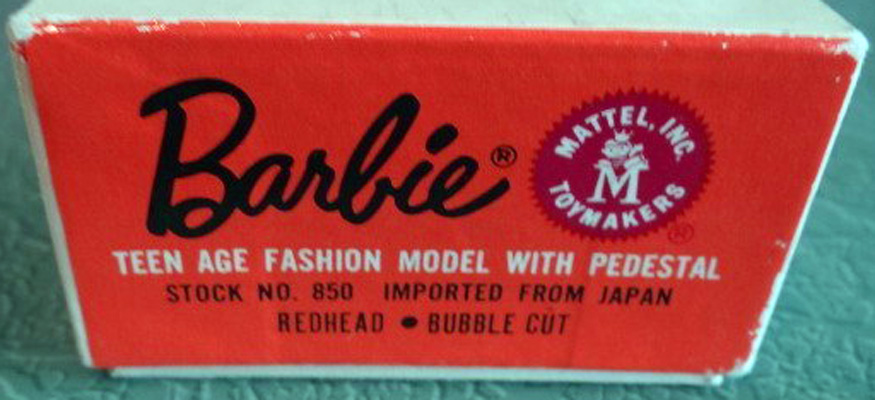 Barbie®
MATTEL, INC.
M
TOYMAKERS
®
TEEN AGE FASHION MODEL WITH PEDESTAL
STOCK NO. 850 IMPORTED FROM JAPAN
REDHEAD • BUBBLE CUT